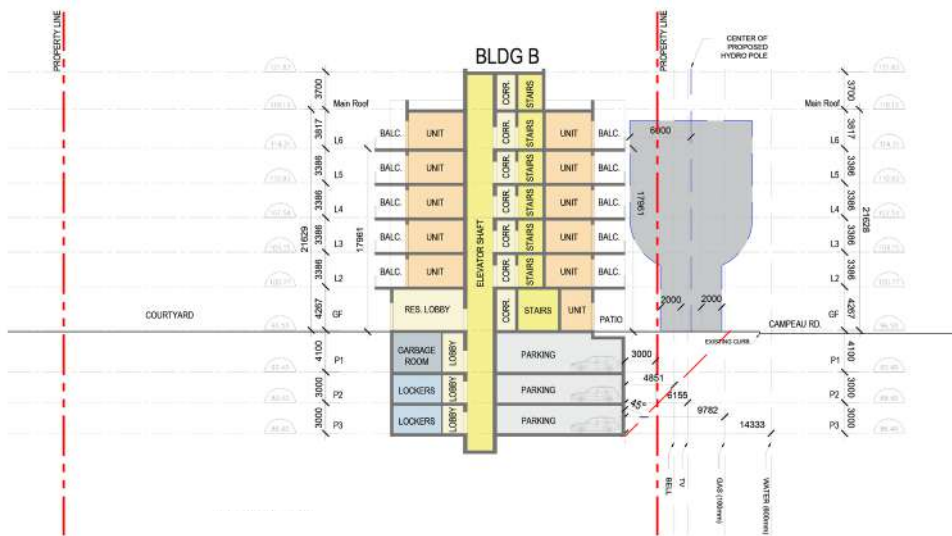 PROPERTY LINE
BLDG B
PROPERTY LINE
CENTER OF
PROPOSED
HYDRO POLE
3700
CORR.
STAIRS
3700
Main Roof
Main Roof
3817
L6
BALC.
UNIT
CORR.
STAIRS
UNIT
BALC.
6000
L6
3817
3386
L5
BALC.
UNIT
CORR.
STAIRS
UNIT
BALC.
L5
3386
3386
L4
BALC.
UNIT
CORR.
STAIRS
UNIT
BALC.
17961
L4
3386
21629
3386
L3
17961
BALC.
UNIT
ELEVATOR SHAFT
CORR.
STAIRS
UNIT
BALC.
L3
3386
21628
3386
L2
BALC.
UNIT
CORR.
STAIRS
UNIT
BALC.
L2
3386
COURTYARD
4267
GF
RES. LOBBY
CORR.
STAIRS
UNIT
PATIO
2000
2000
GF
4267
CAMPEAU RD.
EXISTING CURB.
4100
P1
GARBAGE
ROOM
LOBBY
PARKING
3000
P1
4100
3000
P2
LOCKERS
LOBBY
PARKING
4851
6155
P2
3000
3000
P3
LOCKERS
LOBBY
PARKING
45°
9782
14333
P3
3000
BELL
TV
GAS (100mm)
WATER (600mm)